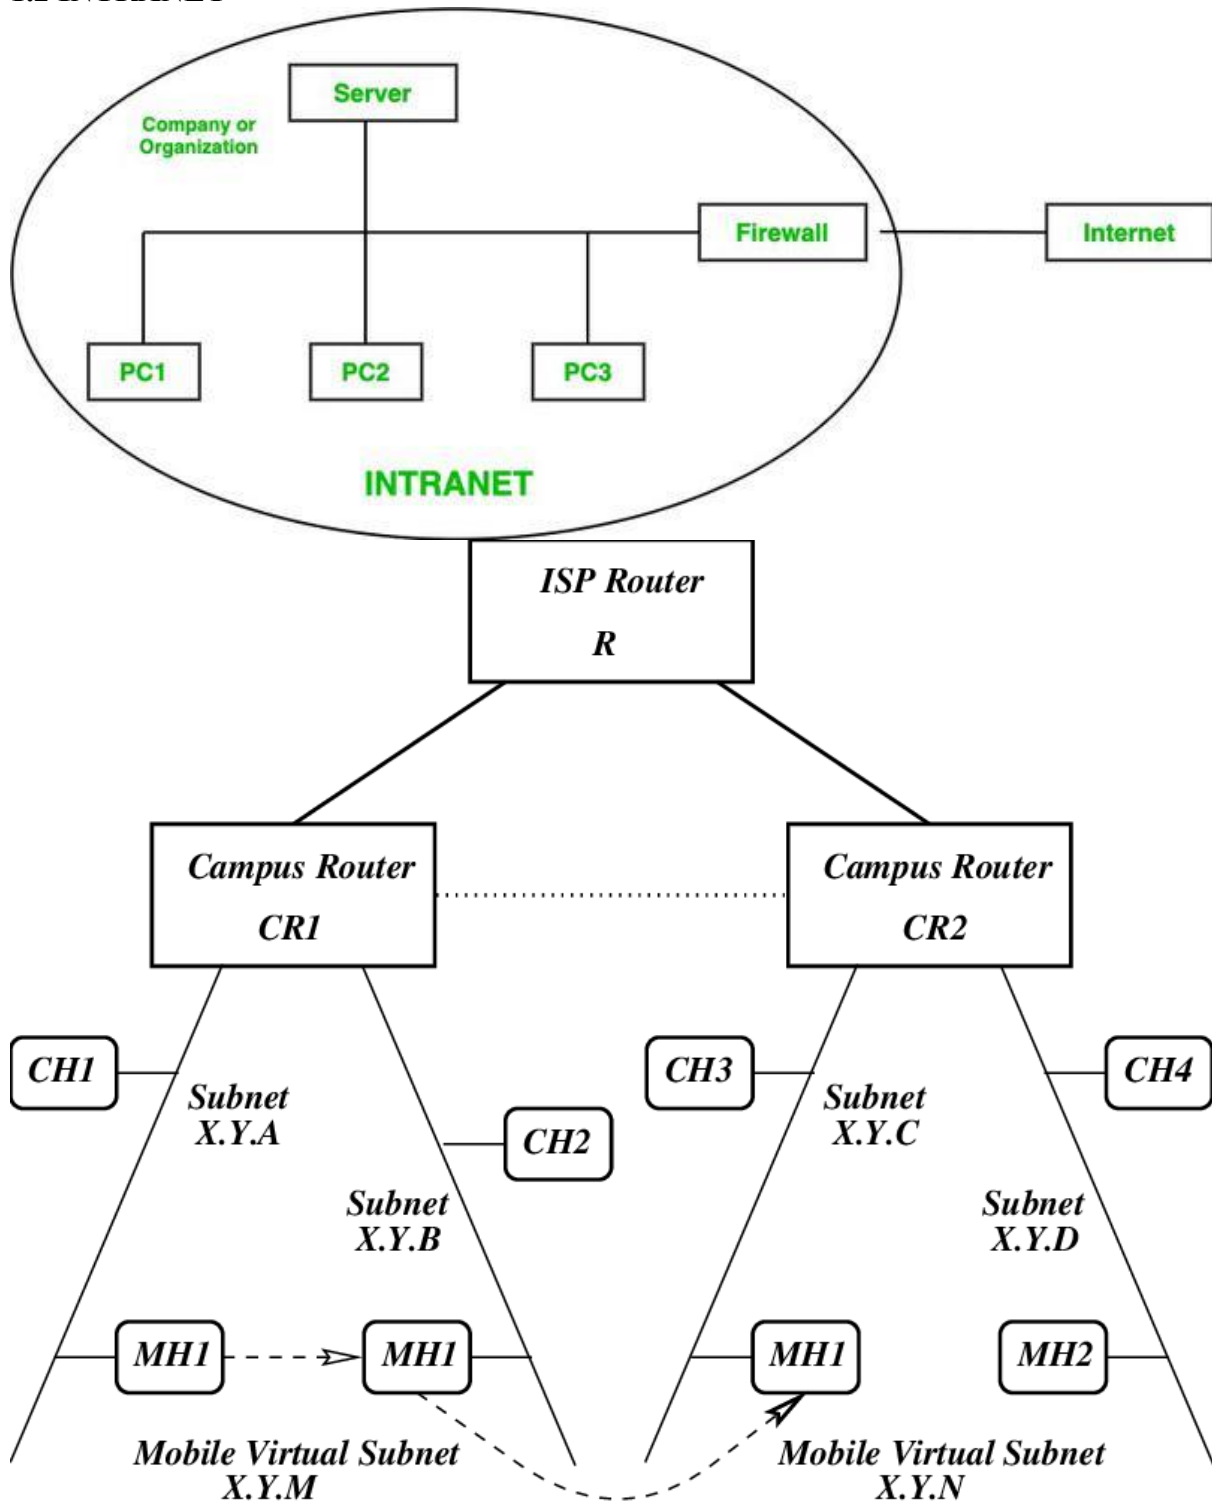 Server
Company or
Organization
Firewall
Internet
PC1
PC2
PC3
INTRANET
ISP Router
R
Campus Router
CR1
Campus Router
CR2
CH1
Subnet
X.Y.A
CH2
Subnet
X.Y.B
CH3
Subnet
X.Y.C
CH4
Subnet
X.Y.D
MH1
MH1
MH1
MH2
Mobile Virtual Subnet
X.Y.M
Mobile Virtual Subnet
X.Y.N